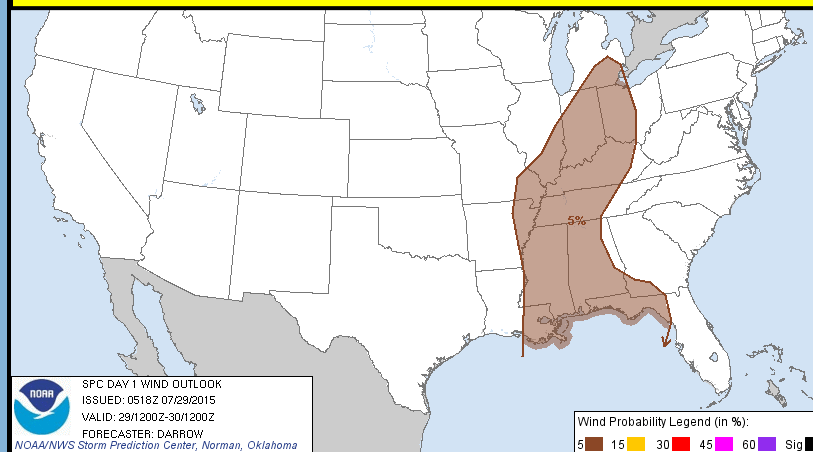 5%
NOAA
SPC DAY 1 WIND OUTLOOK
ISSUED: 0518Z 07/29/2015
VALID: 29/1200Z-30/1200Z
FORECASTER: DARROW
NOAA/NWS Storm Prediction Center, Norman, Oklahoma
Wind Probability Legend (in %):
5 15 30 45 60 Sig